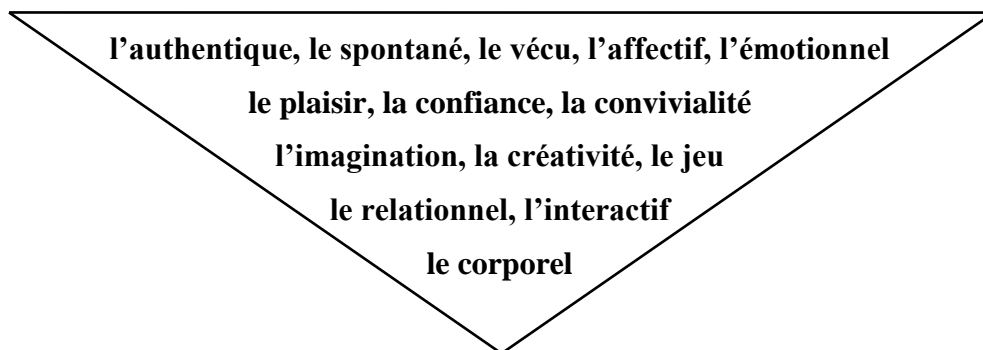 l’authentique, le spontané, le vécu, l’affectif, l’émotionnel
le plaisir, la confiance, la convivialité
l’imagination, la créativité, le jeu
le relationnel, l’interactif
le corporel